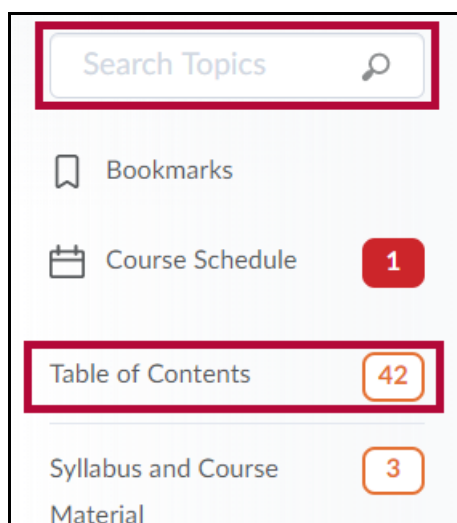 Search Topics
Bookmarks
Course Schedule 1
Table of Contents 42
Syllabus and Course 3
Material